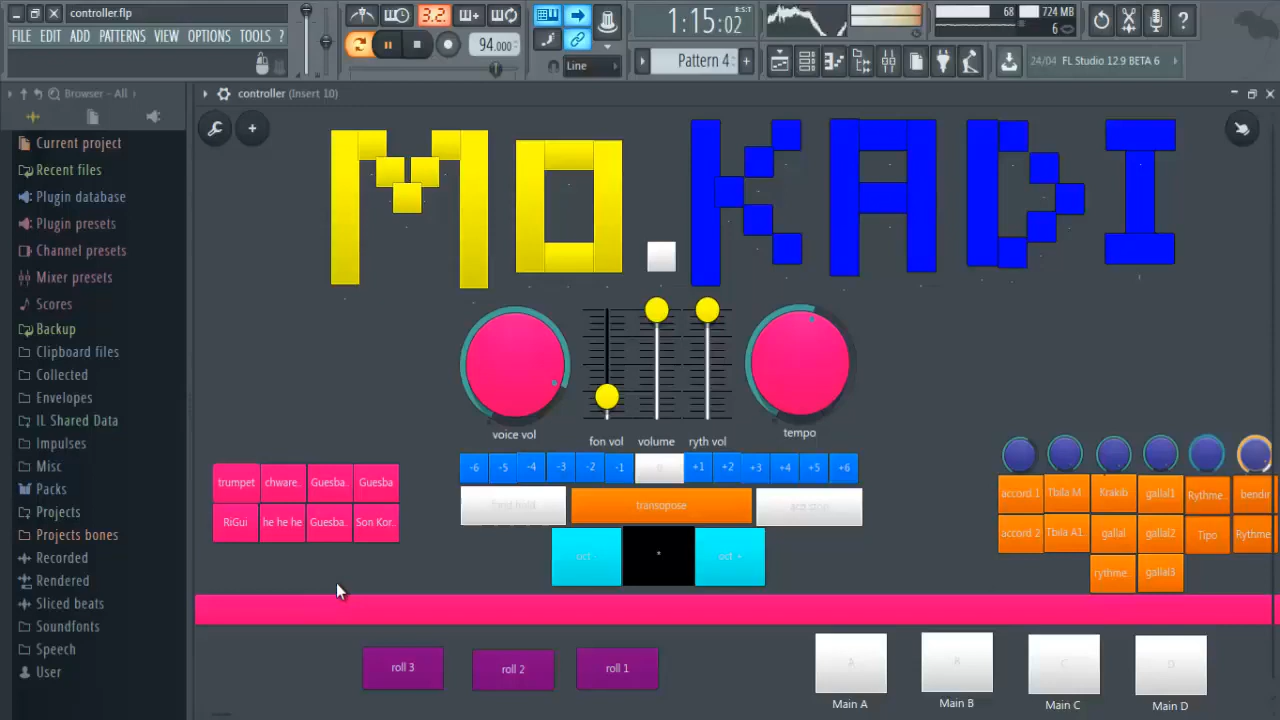 controller.flp
FILE EDIT ADD PATTERNS VIEW OPTIONS TOOLS ?
3.2
94.000
1:15:02
B:S:T
Line
Pattern 4
68
724 MB
6
24/04 FL Studio 12.9 BETA 6
Browser - All
controller (Insert 10)
Current project
Recent files
Plugin database
Plugin presets
Channel presets
Mixer presets
Scores
Backup
Clipboard files
Collected
Envelopes
IL Shared Data
Impulses
Misc
Packs
Projects
Projects bones
Recorded
Rendered
Sliced beats
Soundfonts
Speech
User
MO.KADI
voice vol
fon vol
volume
ryth vol
tempo
-6 -5 -4 -3 -2 -1 0 +1 +2 +3 +4 +5 +6
transopose
oct -
*
oct +
trumpet chware.. Guesba.. Guesba
RiGui he he he Guesba.. Son Kor..
accord 1 Tbila M Krakib gallal1 Rythme.. bendir
accord 2 Tbila A1 gallal gallal2 Tipo Rythme
rythme.. gallal3
roll 3 roll 2 roll 1
A B C D
Main A Main B Main C Main D